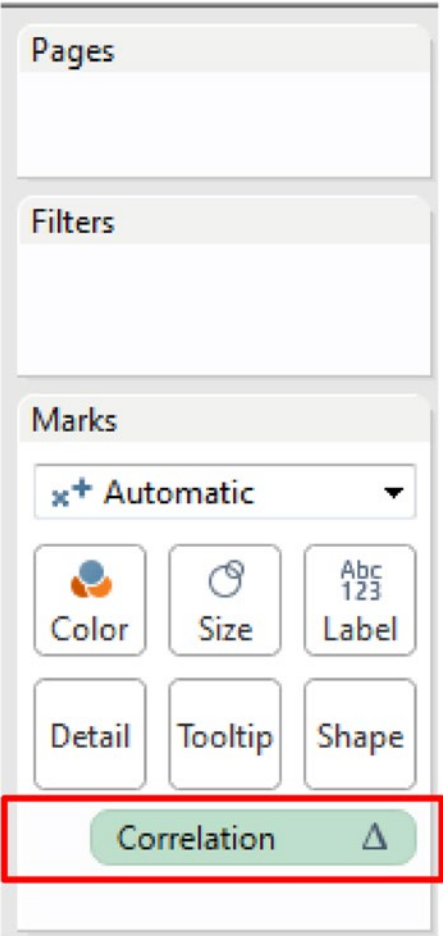 Pages
Filters
Marks
Automatic
Abc
123
Color Size Label
Detail Tooltip Shape
Correlation Δ